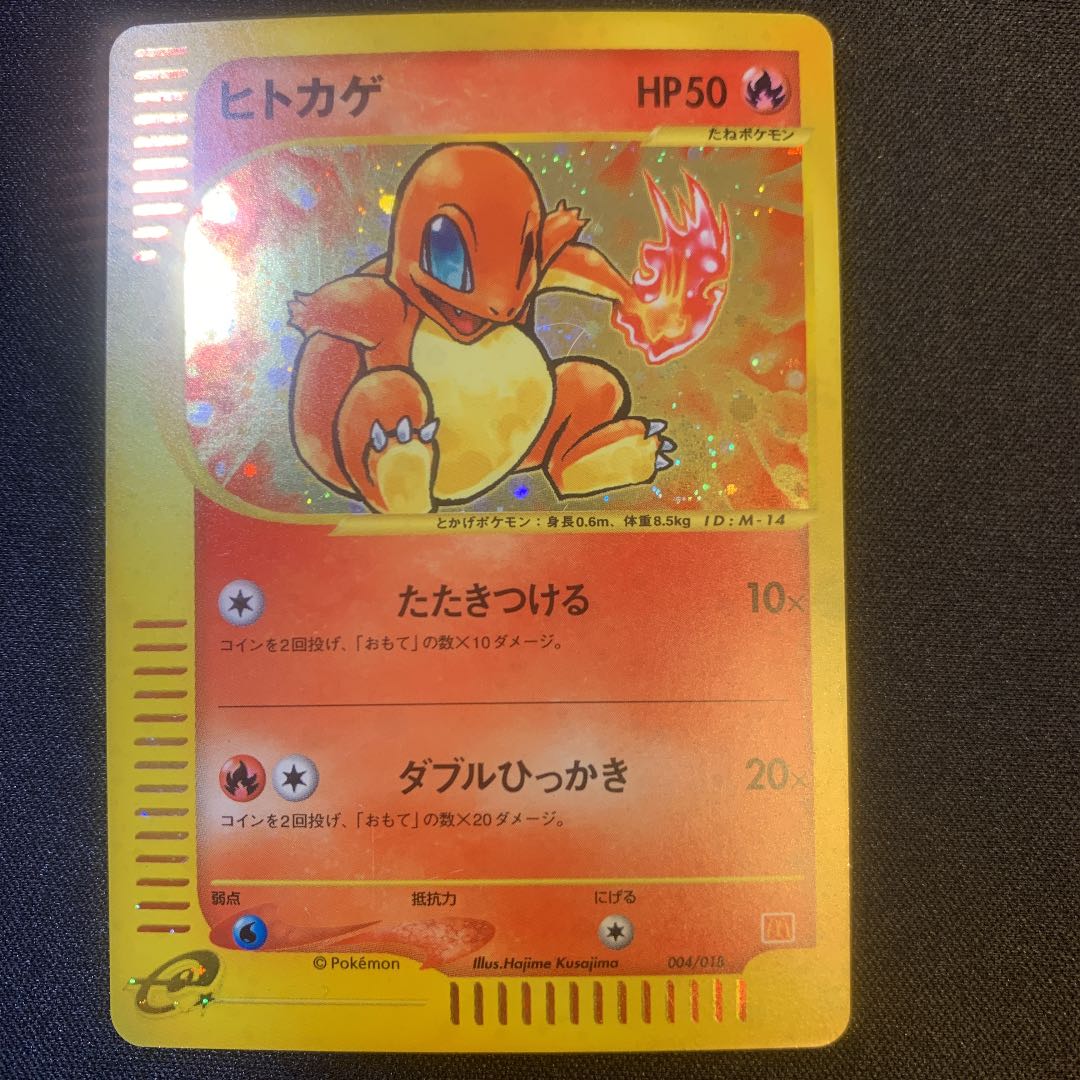 ヒトカゲ HP50
たねポケモン
とかげポケモン:身長0.6m、体重8.5kg ID:M-14
たたきつける 10×
コインを2回投げ、「おもて」の数×10ダメージ。
ダブルひっかき 20×
コインを2回投げ、「おもて」の数×20ダメージ。
弱点 抵抗力 にげる
© Pokémon Illus.Hajime Kusajima 004/018
e